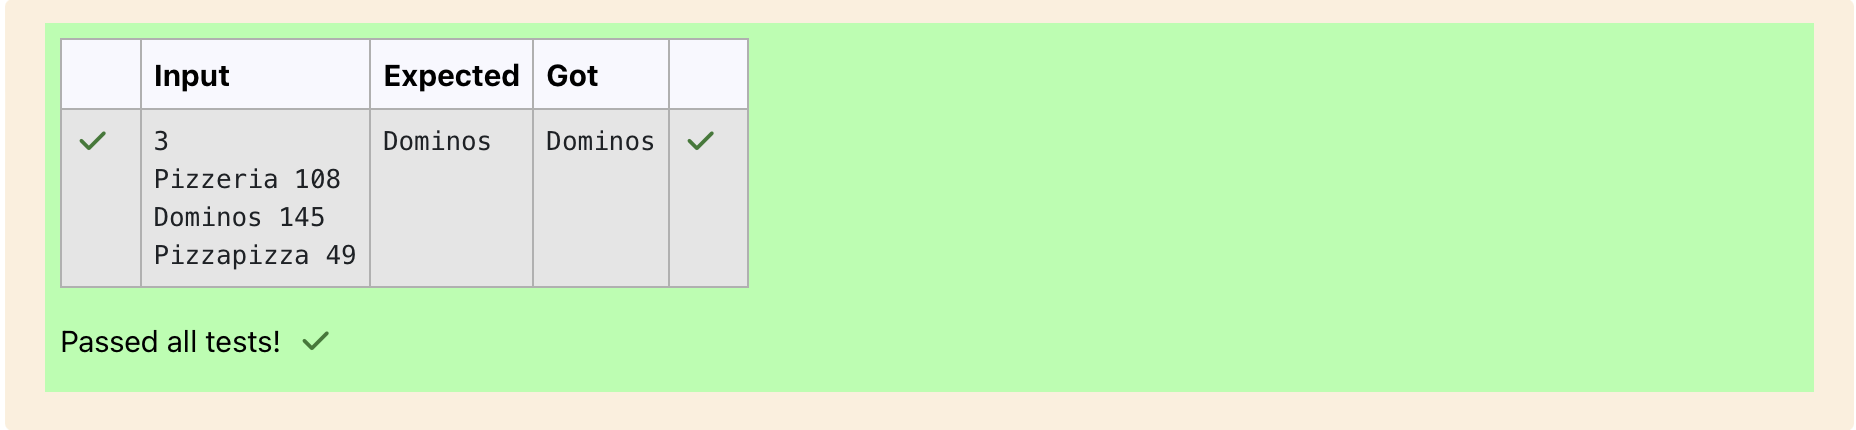 Input Expected Got
3 Dominos Dominos
Pizzeria 108
Dominos 145
Pizzapizza 49
Passed all tests!